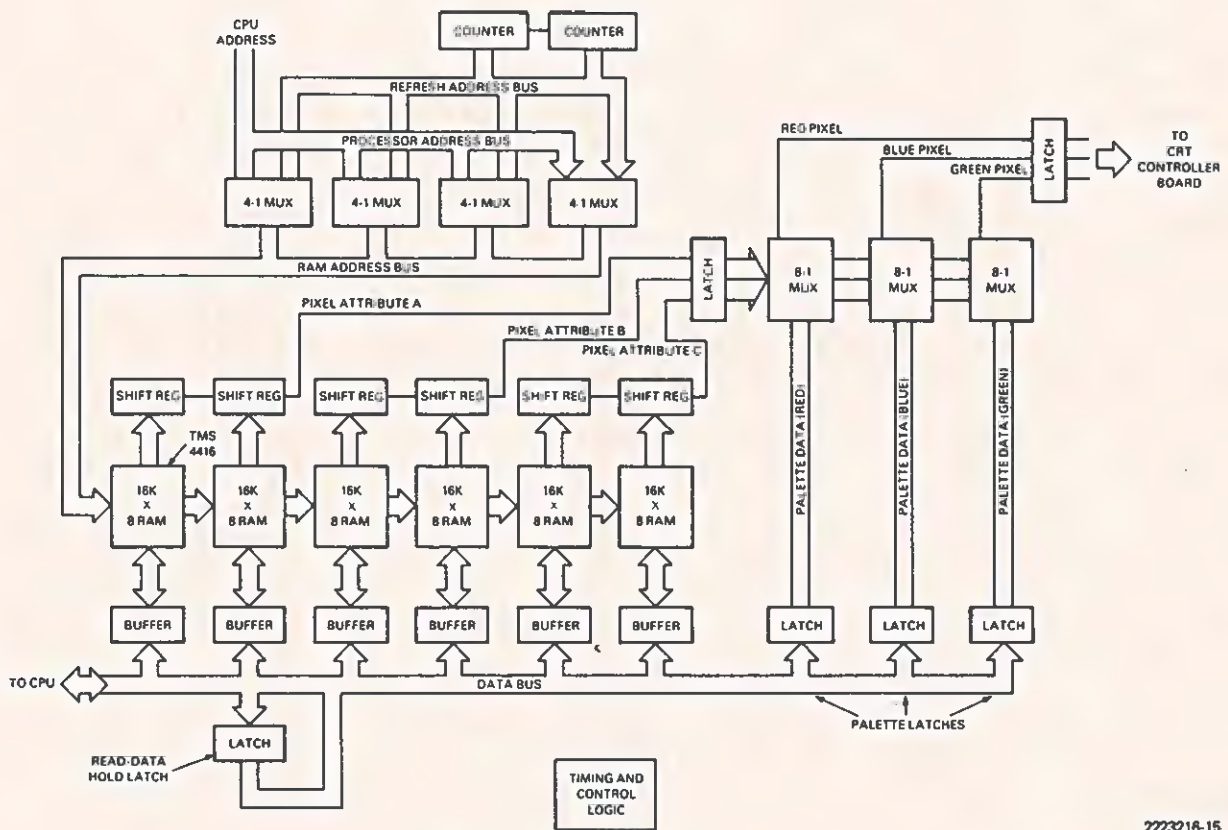 CPU
ADDRESS
COUNTER
COUNTER
REFRESH ADDRESS BUS
PROCESSOR ADDRESS BUS
4-1 MUX
4-1 MUX
4-1 MUX
4-1 MUX
RAM ADDRESS BUS
RED PIXEL
BLUE PIXEL
GREEN PIXEL
LATCH
TO
CRT
CONTROLLER
BOARD
LATCH
8-1
MUX
8-1
MUX
8-1
MUX
PIXEL ATTRIBUTE A
PIXEL ATTRIBUTE B
PIXEL ATTRIBUTE C
SHIFT REG
SHIFT REG
SHIFT REG
SHIFT REG
SHIFT REG
SHIFT REG
TMS
4416
16K
X
8 RAM
16K
X
8 RAM
16K
X
8 RAM
16K
X
8 RAM
16K
X
8 RAM
16K
X
8 RAM
PALETTE DATA (RED)
PALETTE DATA (BLUE)
PALETTE DATA (GREEN)
BUFFER
BUFFER
BUFFER
BUFFER
BUFFER
BUFFER
LATCH
LATCH
LATCH
TO CPU
DATA BUS
PALETTE LATCHES
LATCH
READ-DATA
HOLD LATCH
TIMING AND
CONTROL
LOGIC
2223216-15